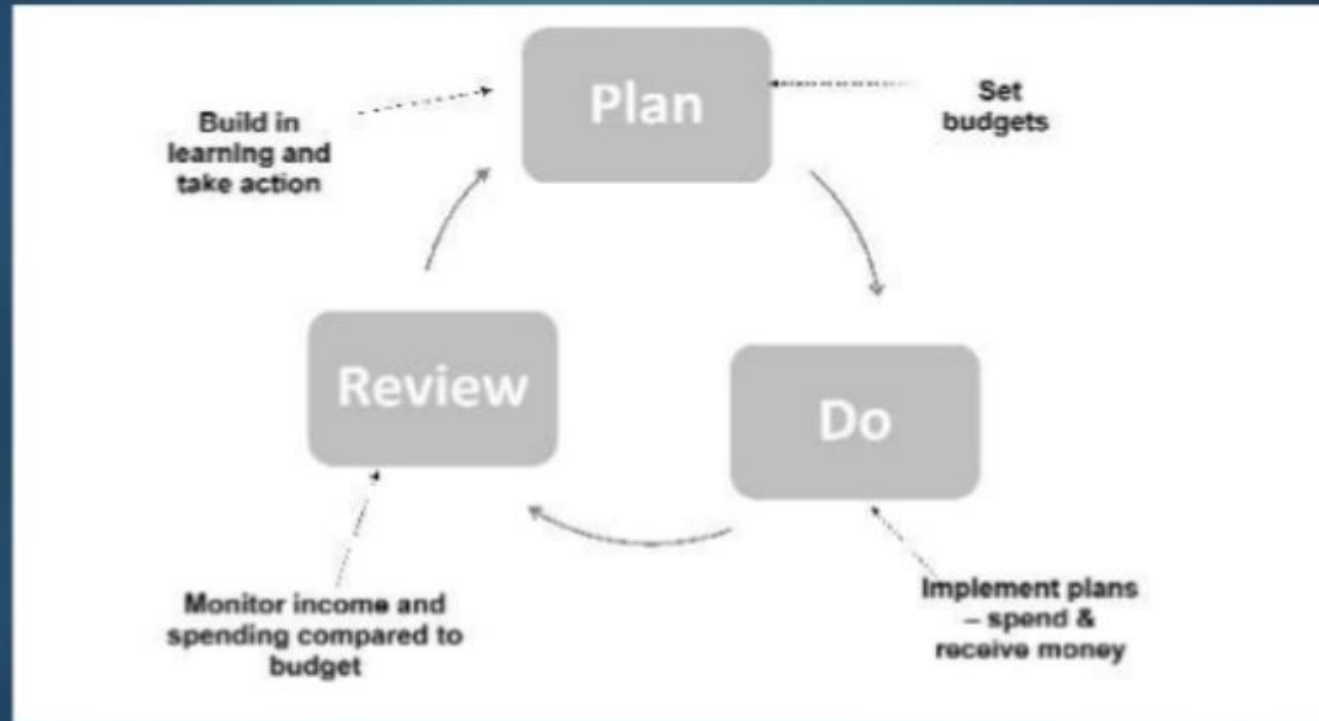 Plan
Set
budgets
Build in
learning and
take action
Review
Do
Monitor income and
spending compared to
budget
Implement plans
– spend &
receive money